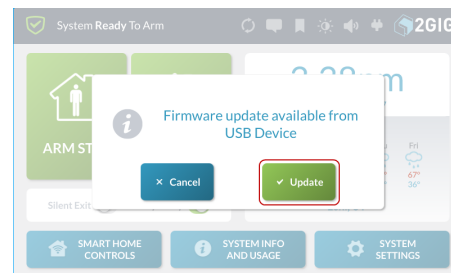 System Ready To Arm
2GIG
Firmware update available from
USB Device
ARM ST
Fri
67°
36°
× Cancel
✓ Update
Silent Exit
SMART HOME
CONTROLS
SYSTEM INFO
AND USAGE
SYSTEM
SETTINGS